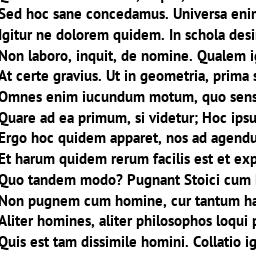 Sed hoc sane concedamus. Universa enim
Igitur ne dolorem quidem. In schola desi
Non laboro, inquit, de nomine. Qualem i
At certe gravius. Ut in geometria, prima s
Omnes enim iucundum motum, quo sens
Quare ad ea primum, si videtur; Hoc ipsu
Ergo hoc quidem apparet, nos ad agendu
Et harum quidem rerum facilis est et exp
Quo tandem modo? Pugnant Stoici cum
Non pugnem cum homine, cur tantum ha
Aliter homines, aliter philosophos loqui p
Quis est tam dissimile homini. Collatio ig